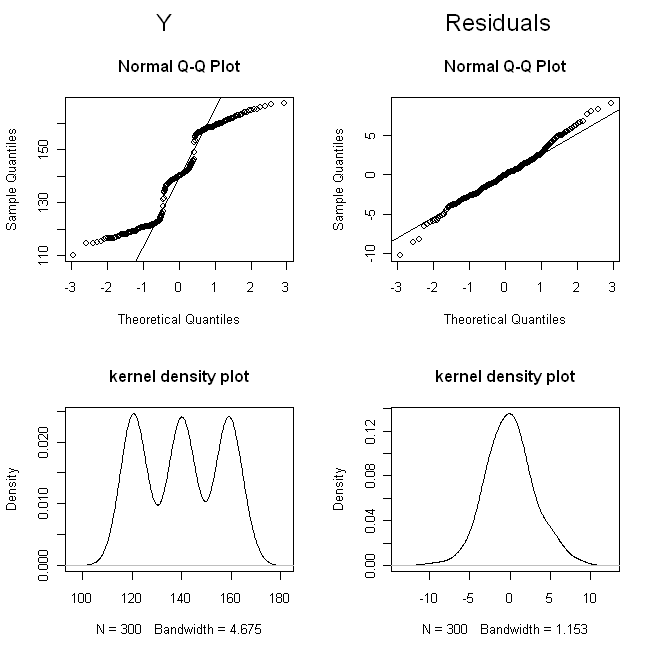 Y Residuals
Normal Q-Q Plot Normal Q-Q Plot
Sample Quantiles
110 130 150
-3 -2 -1 0 1 2 3
Theoretical Quantiles
Sample Quantiles
-10 -5 0 5
-3 -2 -1 0 1 2 3
Theoretical Quantiles
kernel density plot kernel density plot
Density
0.000 0.010 0.020
100 120 140 160 180
N = 300 Bandwidth = 4.675
Density
0.00 0.04 0.08 0.12
-10 -5 0 5 10
N = 300 Bandwidth = 1.153